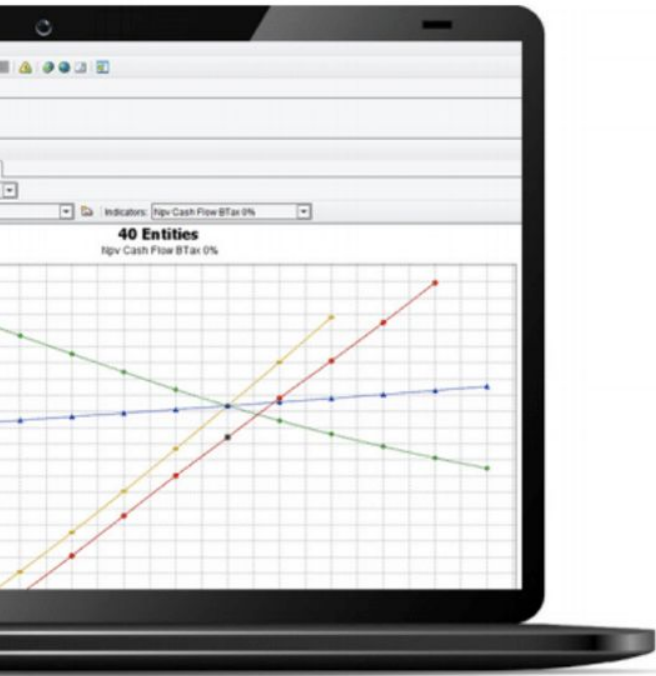 Indicators: Npv Cash Flow BTax 0%
40 Entities
Npv Cash Flow BTax 0%